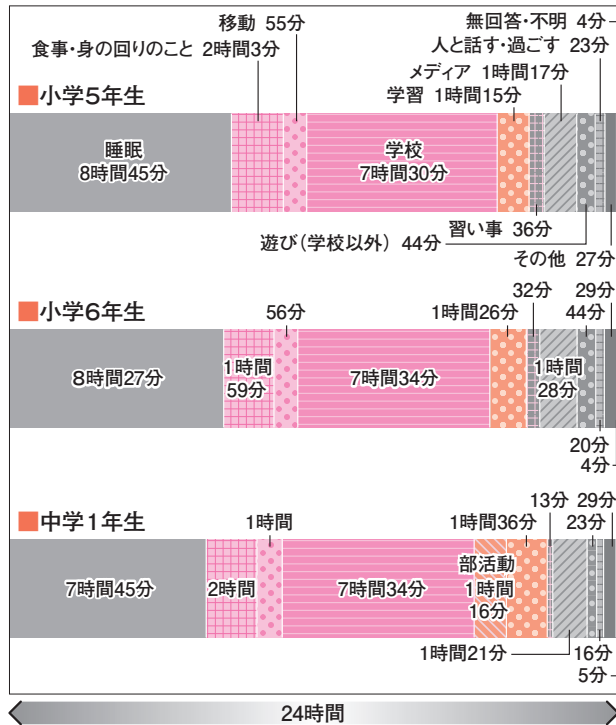 移動 55分
無回答・不明 4分
食事・身の回りのこと 2時間3分
人と話す・過ごす 23分
メディア 1時間17分
■小学5年生
学習 1時間15分
睡眠
8時間45分
学校
7時間30分
習い事 36分
遊び(学校以外) 44分
その他 27分
■小学6年生
56分
1時間26分
32分
29分
44分
8時間27分
1時間
59分
7時間34分
1時間
28分
20分
4分
■中学1年生
1時間
1時間36分
13分
29分
23分
7時間45分
2時間
7時間34分
部活動
1時間
16分
1時間21分
16分
5分
24時間